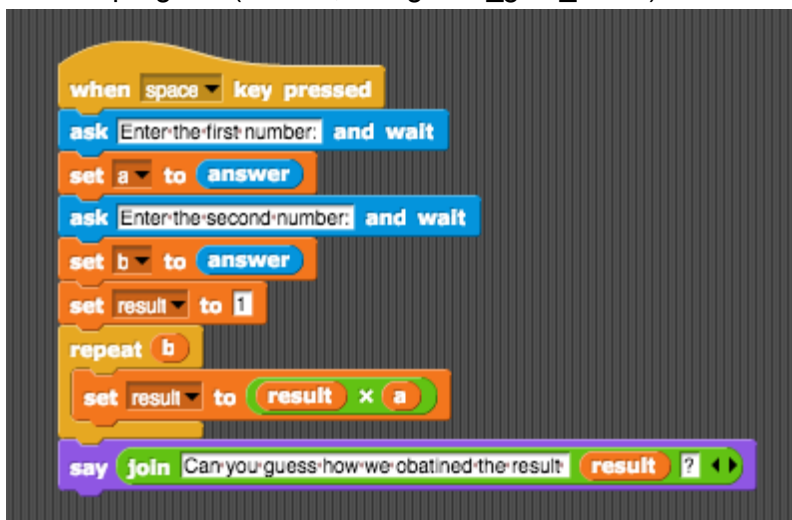 when space key pressed
ask Enter the first number: and wait
set a to answer
ask Enter the second number: and wait
set b to answer
set result to 1
repeat b
set result to result × a
say join Can you guess how we obatined the result result ?